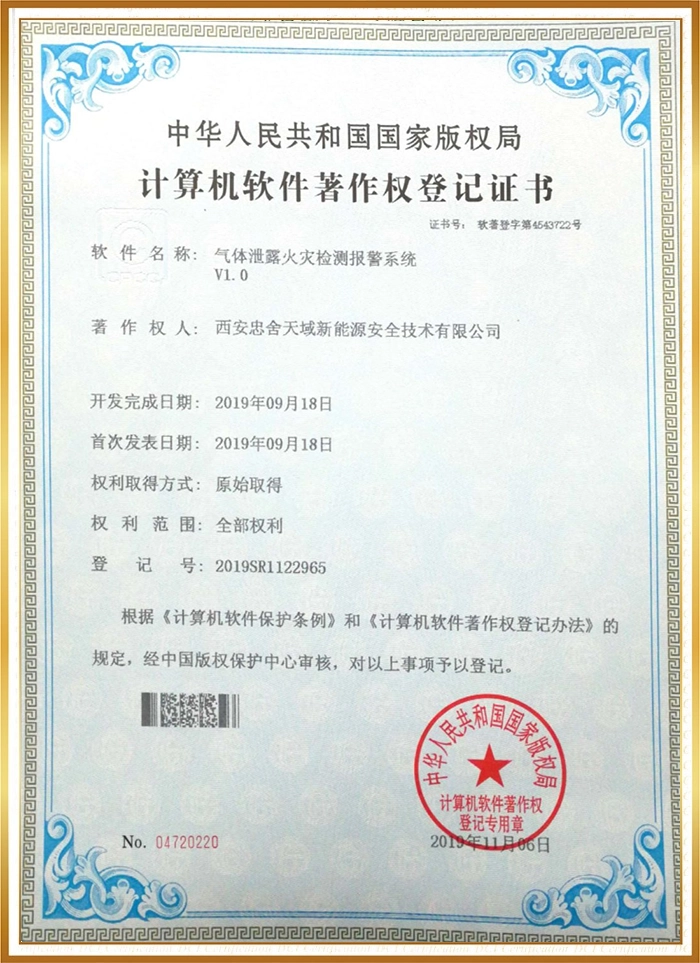 中华人民共和国国家版权局
计算机软件著作权登记证书
证书号： 软著登字第4543722号
软件名称： 气体泄露火灾检测报警系统
V1.0
著作权人： 西安忠舍天域新能源安全技术有限公司
开发完成日期： 2019年09月18日
首次发表日期： 2019年09月18日
权利取得方式： 原始取得
权利范围： 全部权利
登记号： 2019SR1122965
根据《计算机软件保护条例》和《计算机软件著作权登记办法》的
规定，经中国版权保护中心审核，对以上事项予以登记。
中华人民共和国国家版权局
计算机软件著作权
登记专用章
No. 04720220
2019年11月06日